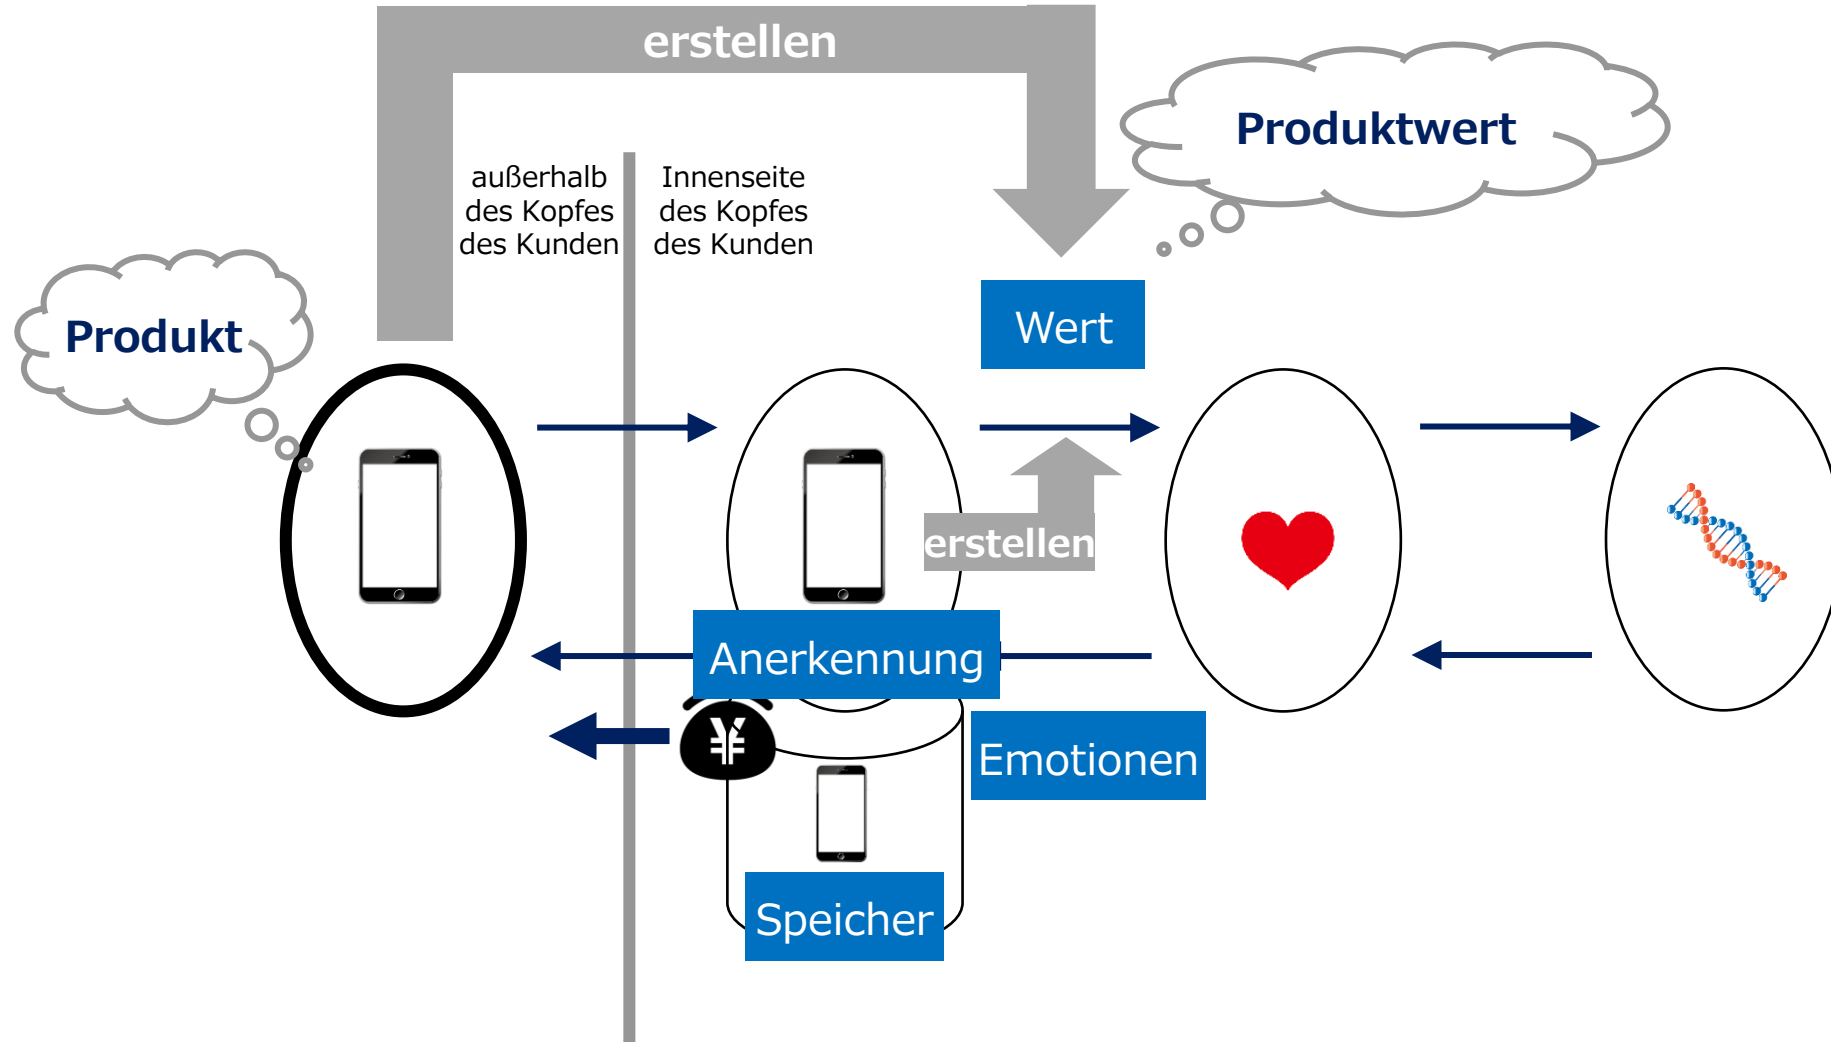 erstellen
Produktwert
außerhalb
des Kopfes
des Kunden
Innenseite
des Kopfes
des Kunden
Produkt
Wert
erstellen
Anerkennung
¥
Emotionen
Speicher